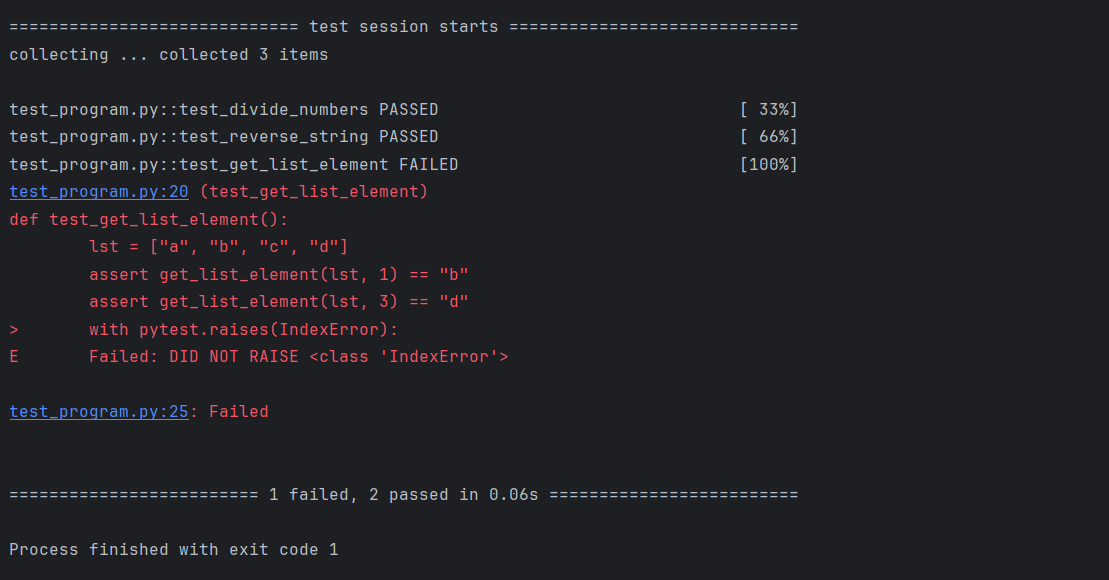 ============================= test session starts =============================
collecting ... collected 3 items
test_program.py::test_divide_numbers PASSED                              [ 33%]
test_program.py::test_reverse_string PASSED                              [ 66%]
test_program.py::test_get_list_element FAILED                            [100%]
test_program.py:20 (test_get_list_element)
def test_get_list_element():
        lst = ["a", "b", "c", "d"]
        assert get_list_element(lst, 1) == "b"
        assert get_list_element(lst, 3) == "d"
>       with pytest.raises(IndexError):
E       Failed: DID NOT RAISE <class 'IndexError'>
test_program.py:25: Failed
========================= 1 failed, 2 passed in 0.06s =========================
Process finished with exit code 1